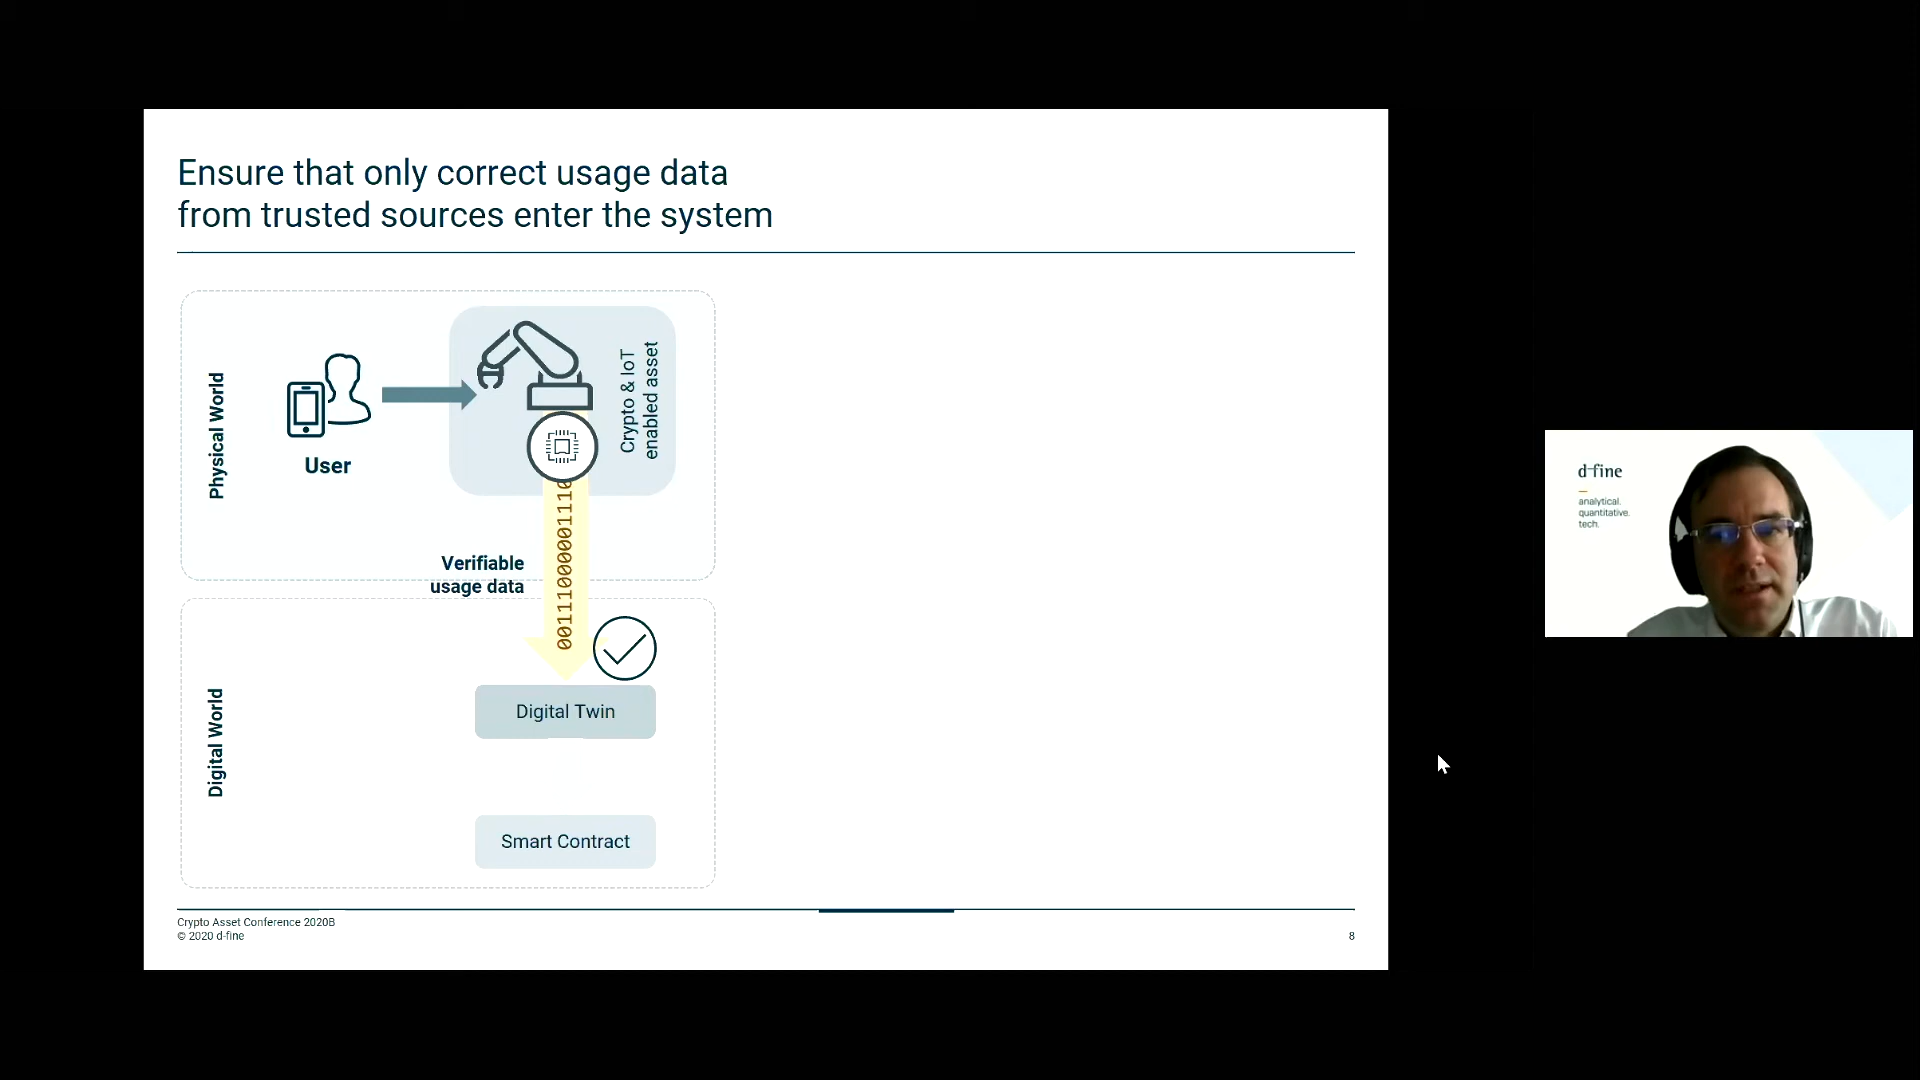 Ensure that only correct usage data
from trusted sources enter the system
Physical World
User
Crypto & IoT
enabled asset
001110000001110
Verifiable
usage data
Digital World
Digital Twin
Smart Contract
Crypto Asset Conference 2020B
© 2020 d-fine
8
d-fine
analytical.
quantitative.
tech.